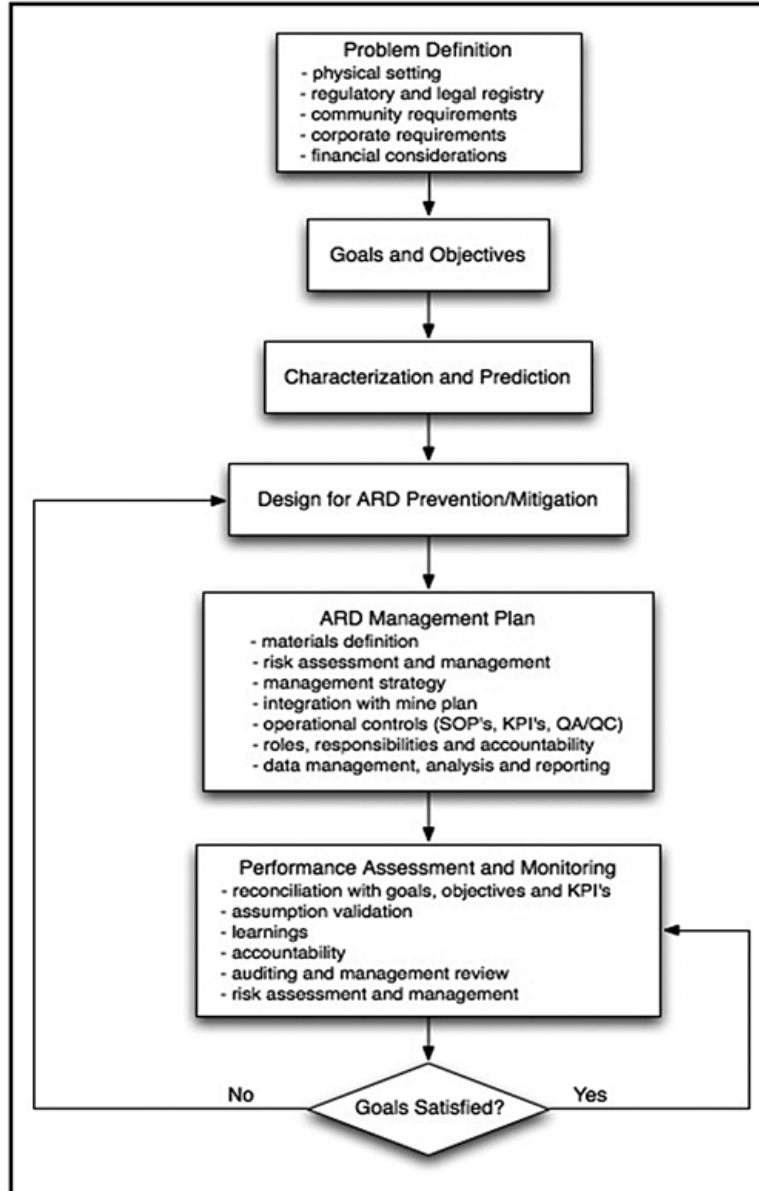 Problem Definition
- physical setting
- regulatory and legal registry
- community requirements
- corporate requirements
- financial considerations
Goals and Objectives
Characterization and Prediction
Design for ARD Prevention/Mitigation
ARD Management Plan
- materials definition
- risk assessment and management
- management strategy
- integration with mine plan
- operational controls (SOP's, KPI's, QA/QC)
- roles, responsibilities and accountability
- data management, analysis and reporting
Performance Assessment and Monitoring
- reconciliation with goals, objectives and KPI's
- assumption validation
- learnings
- accountability
- auditing and management review
- risk assessment and management
No
Goals Satisfied?
Yes